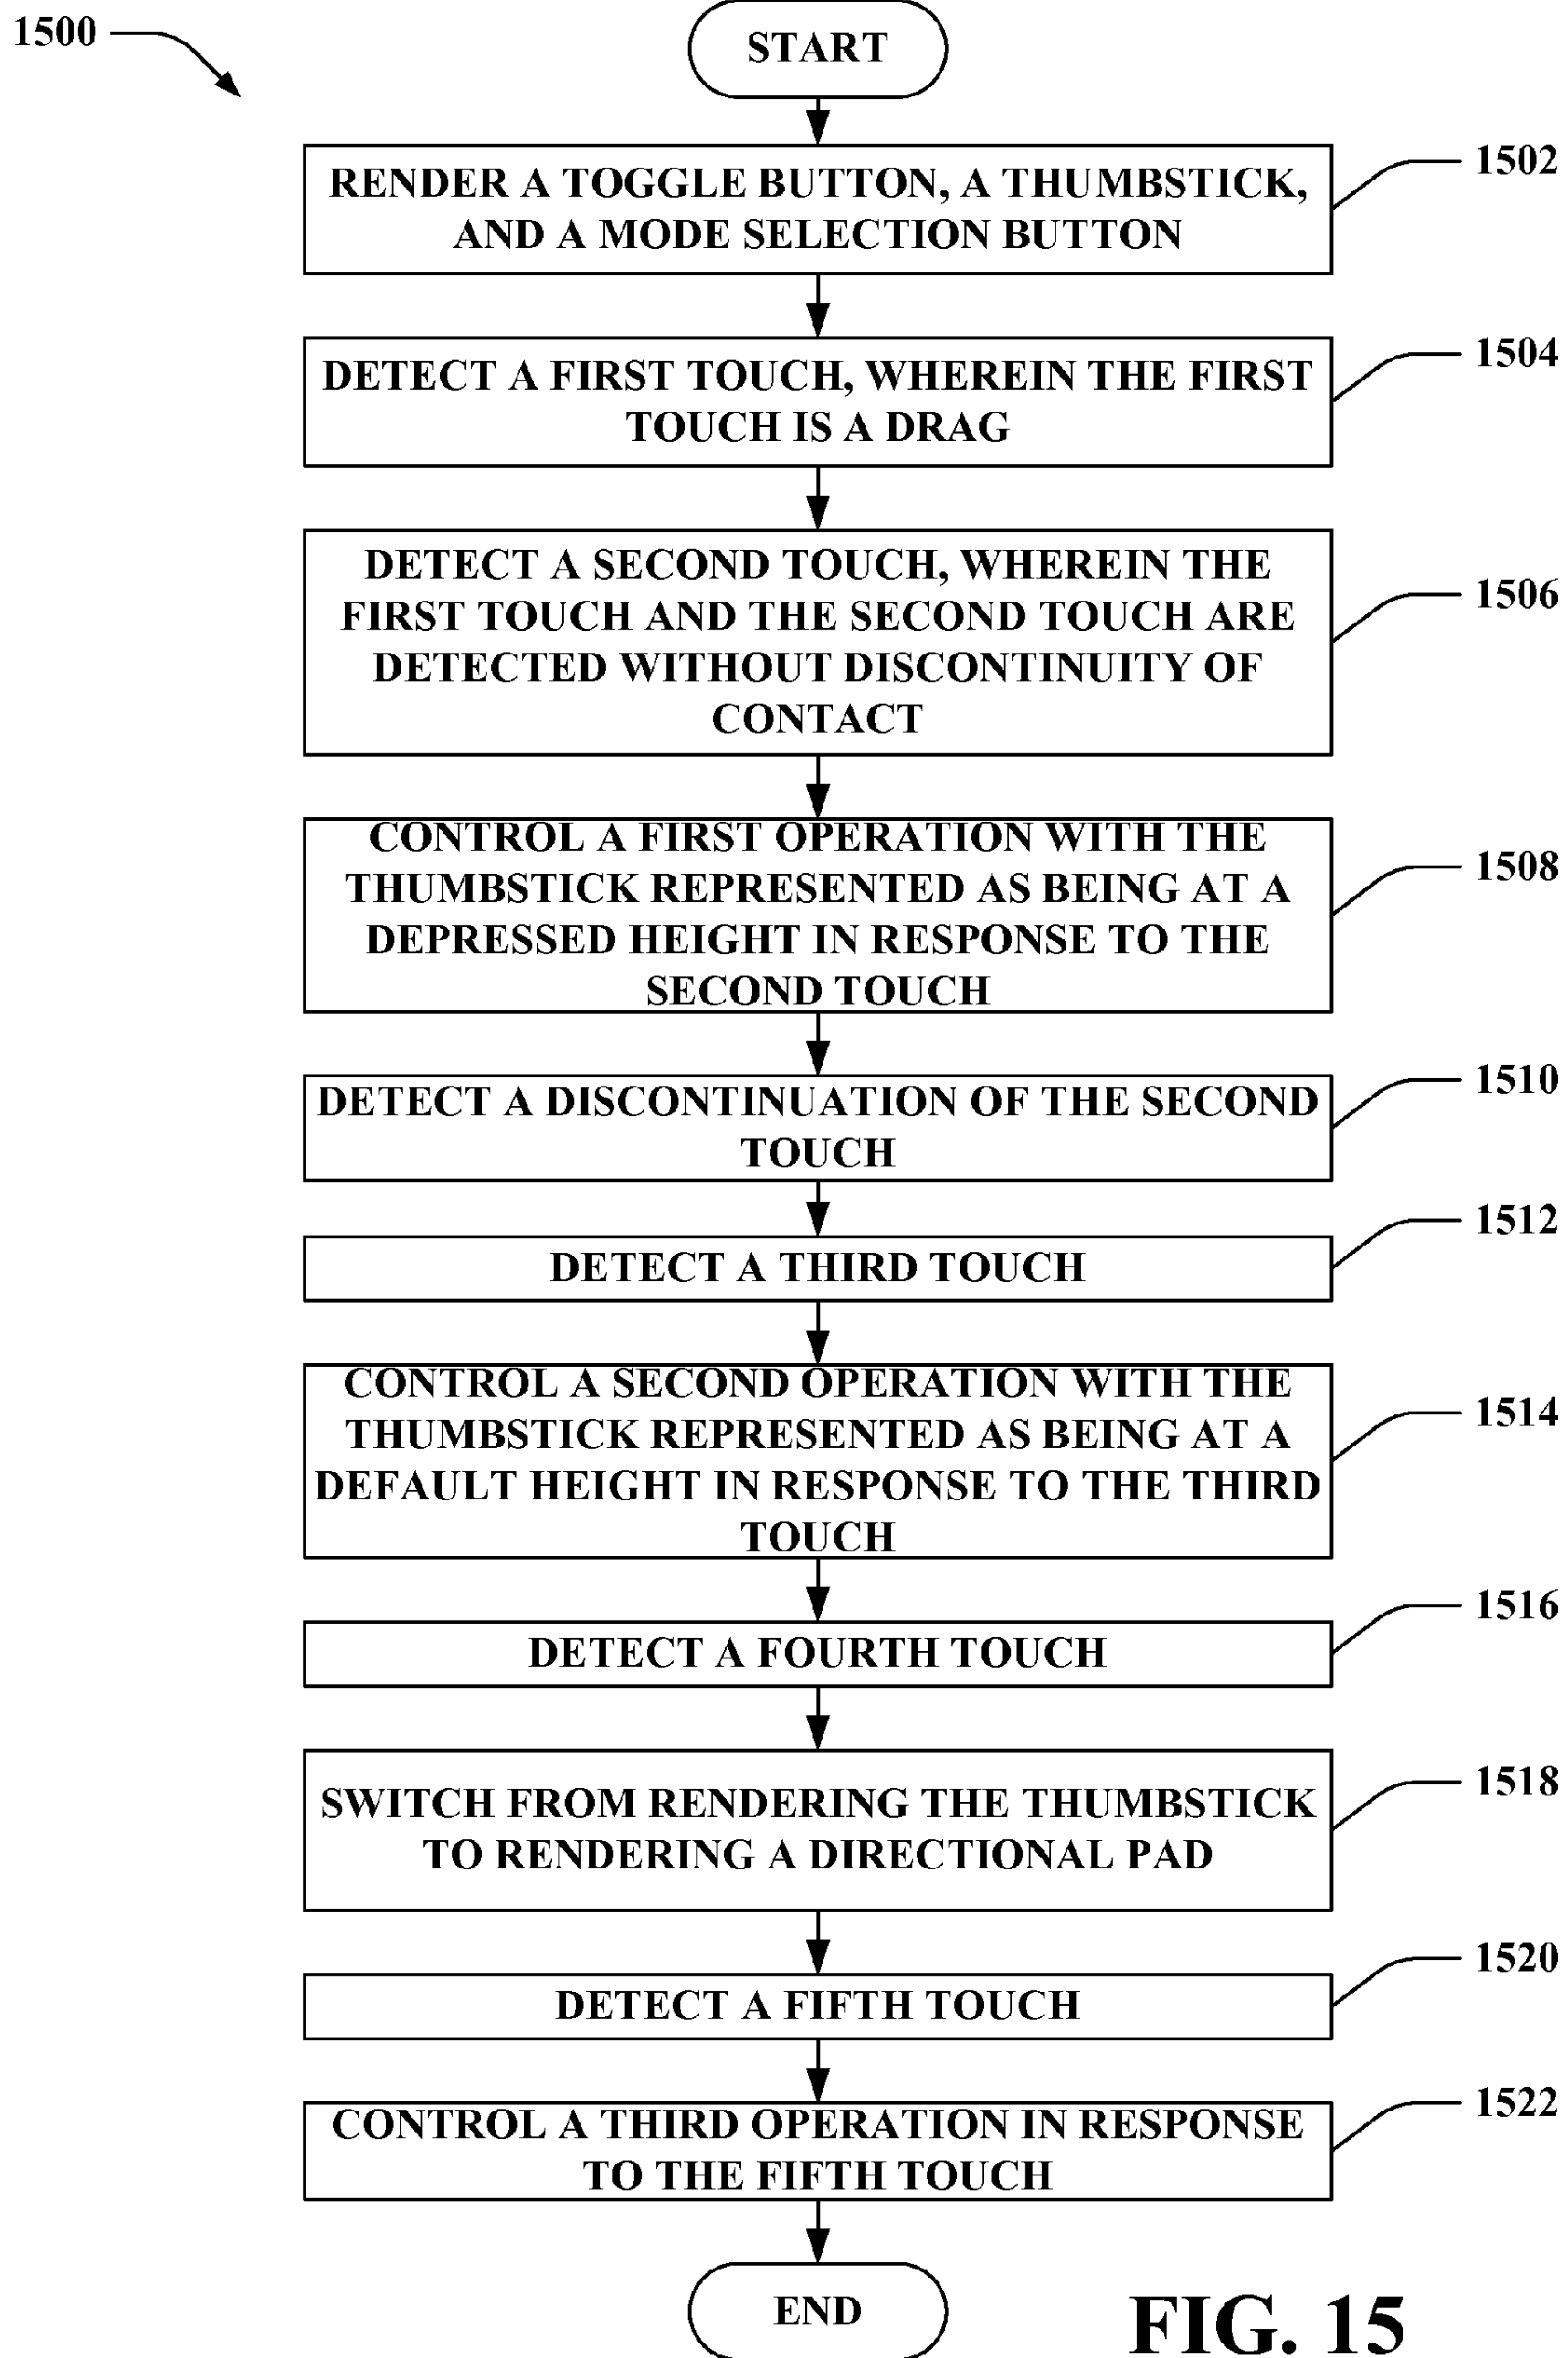 1500
START
1502
RENDER A TOGGLE BUTTON, A THUMBSTICK,
AND A MODE SELECTION BUTTON
1504
DETECT A FIRST TOUCH, WHEREIN THE FIRST
TOUCH IS A DRAG
1506
DETECT A SECOND TOUCH, WHEREIN THE
FIRST TOUCH AND THE SECOND TOUCH ARE
DETECTED WITHOUT DISCONTINUITY OF
CONTACT
1508
CONTROL A FIRST OPERATION WITH THE
THUMBSTICK REPRESENTED AS BEING AT A
DEPRESSED HEIGHT IN RESPONSE TO THE
SECOND TOUCH
1510
DETECT A DISCONTINUATION OF THE SECOND
TOUCH
1512
DETECT A THIRD TOUCH
1514
CONTROL A SECOND OPERATION WITH THE
THUMBSTICK REPRESENTED AS BEING AT A
DEFAULT HEIGHT IN RESPONSE TO THE THIRD
TOUCH
1516
DETECT A FOURTH TOUCH
1518
SWITCH FROM RENDERING THE THUMBSTICK
TO RENDERING A DIRECTIONAL PAD
1520
DETECT A FIFTH TOUCH
1522
CONTROL A THIRD OPERATION IN RESPONSE
TO THE FIFTH TOUCH
END
FIG. 15